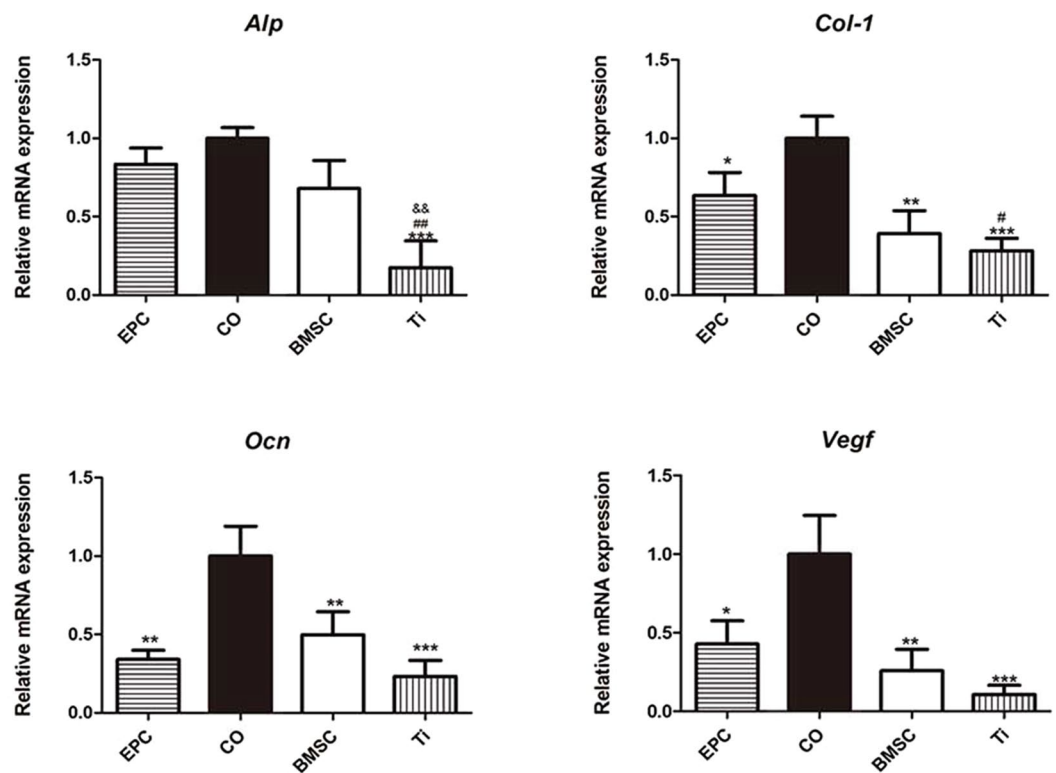 Alp
Relative mRNA expression
1.5
1.0
0.5
0.0
&&
##
***
EPC
CO
BMSC
Ti
Col-1
Relative mRNA expression
1.5
1.0
0.5
0.0
*
**
#
***
EPC
CO
BMSC
Ti
Ocn
Relative mRNA expression
1.5
1.0
0.5
0.0
**
**
***
EPC
CO
BMSC
Ti
Vegf
Relative mRNA expression
1.5
1.0
0.5
0.0
*
**
***
EPC
CO
BMSC
Ti